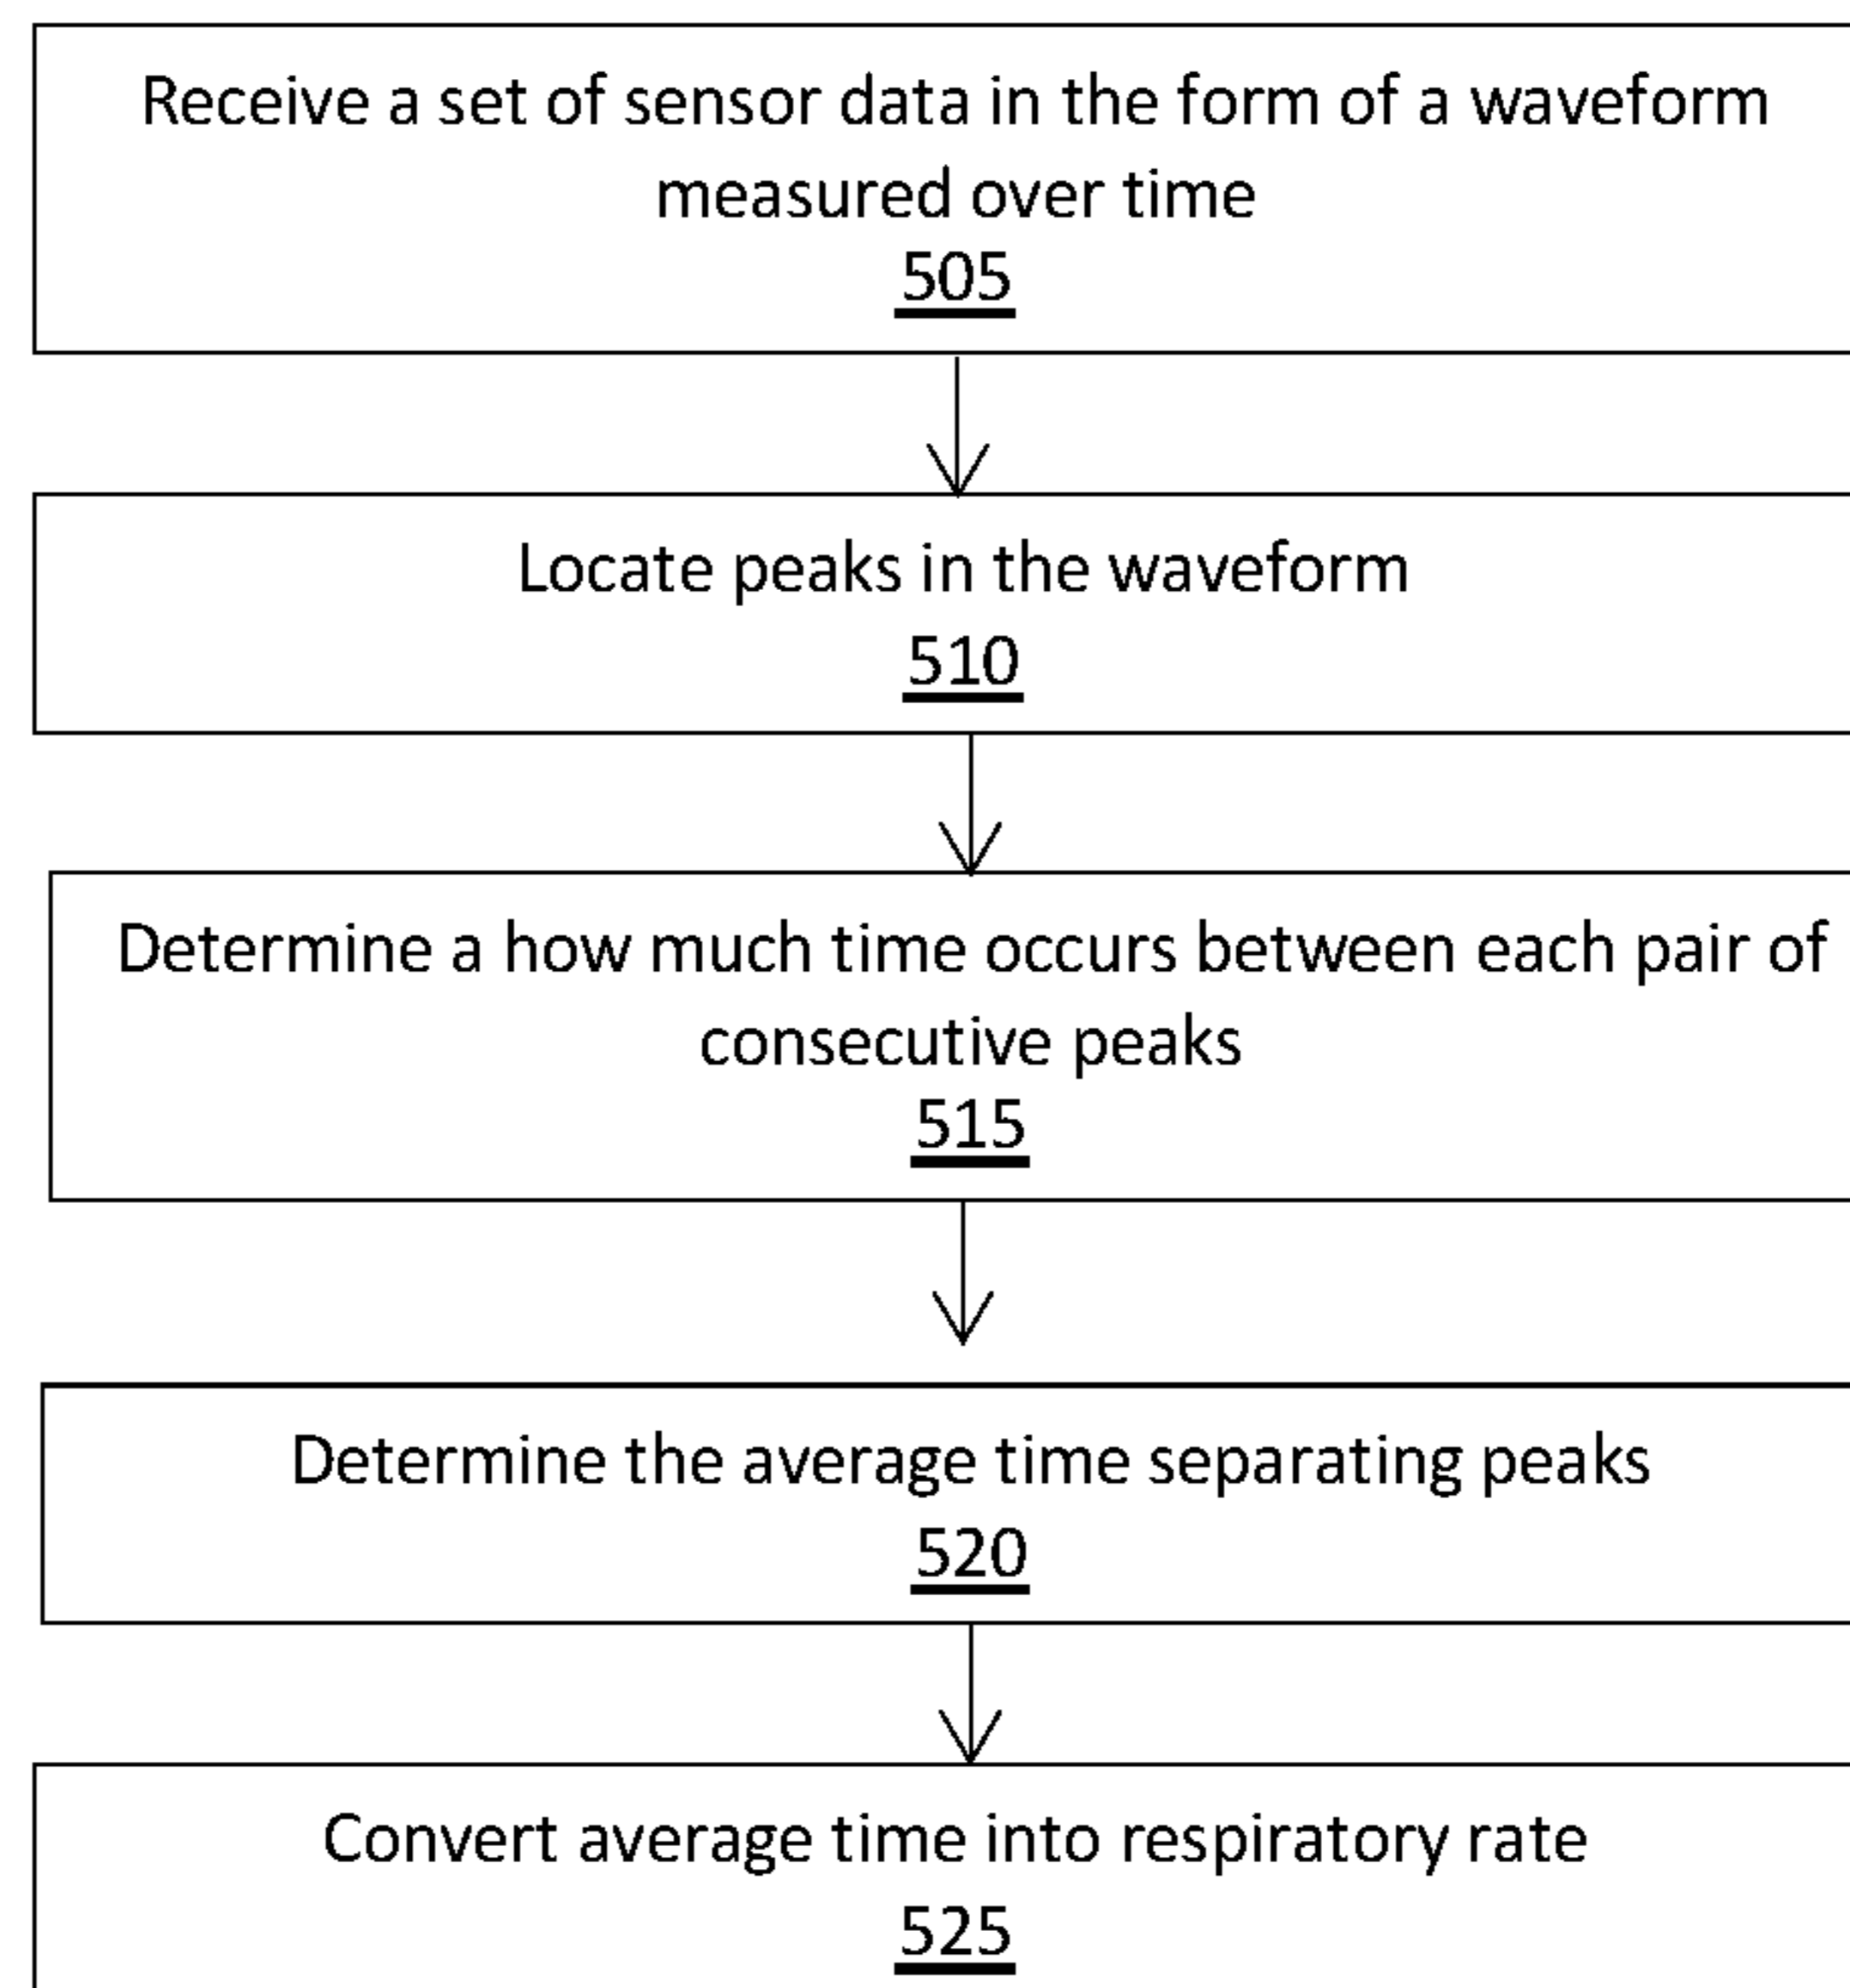 Receive a set of sensor data in the form of a waveform
measured over time
505
Locate peaks in the waveform
510
Determine a how much time occurs between each pair of
consecutive peaks
515
Determine the average time separating peaks
520
Convert average time into respiratory rate
525